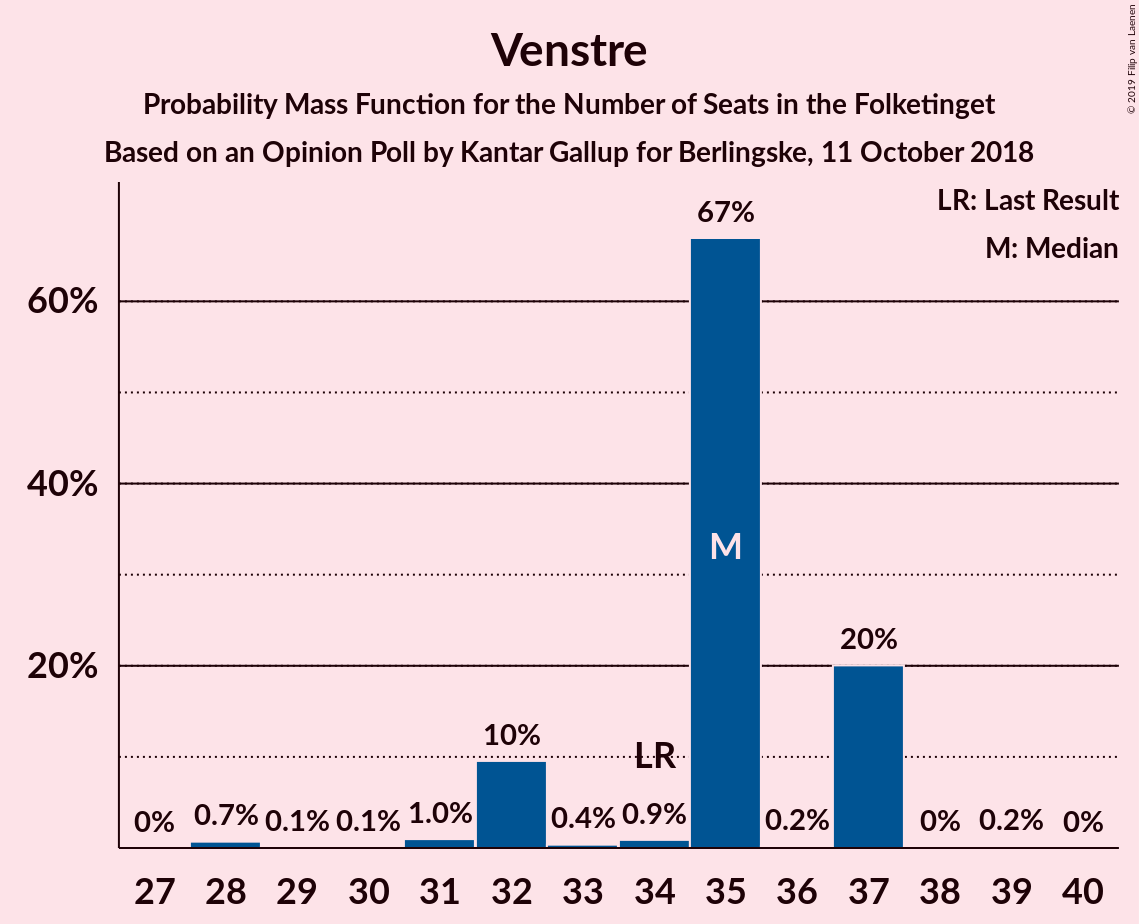 Venstre
Probability Mass Function for the Number of Seats in the Folketinget
Based on an Opinion Poll by Kantar Gallup for Berlingske, 11 October 2018
© 2019 Filip van Laenen
LR: Last Result
M: Median
67%
60%
40%
M
20%
20%
10%
LR
0% 0.7% 0.1% 0.1% 1.0% 0.4% 0.9% 0.2% 0% 0.2% 0%
27 28 29 30 31 32 33 34 35 36 37 38 39 40